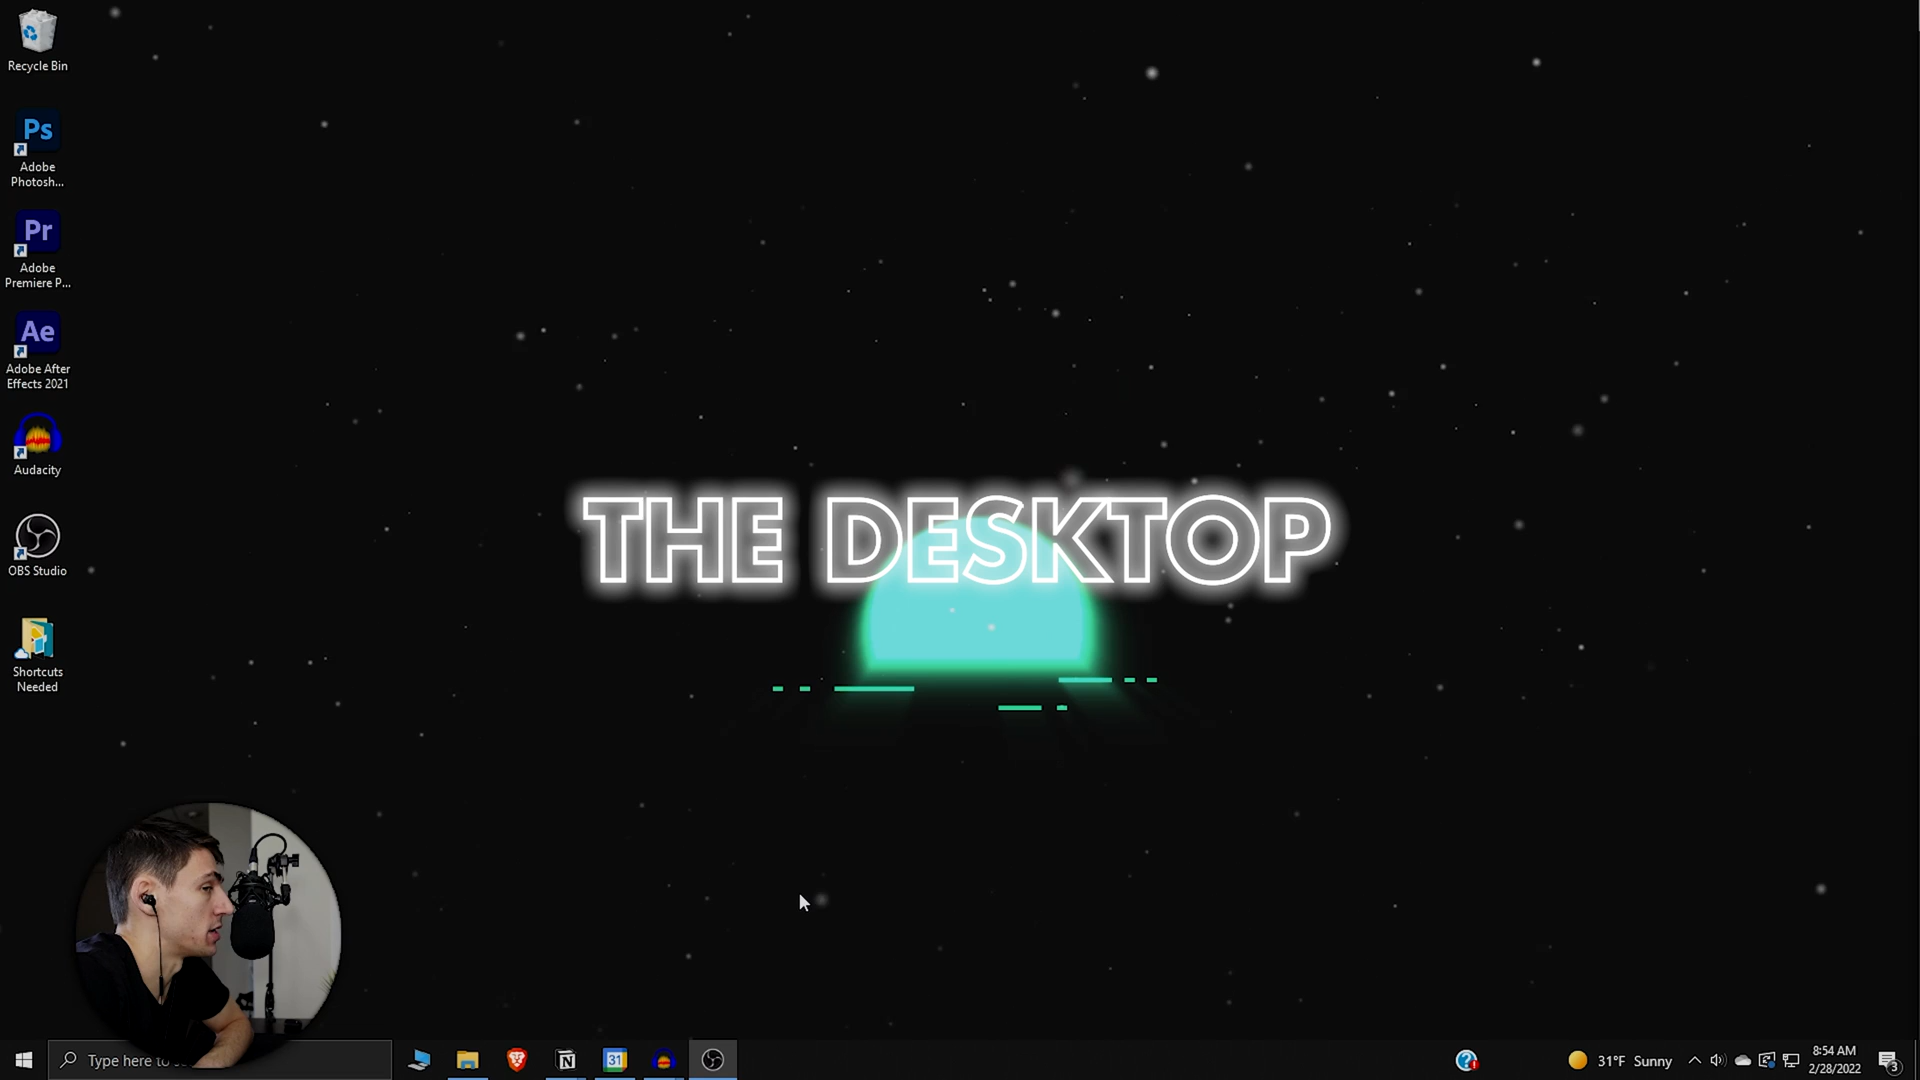 Recycle Bin
Ps
Adobe
Photosh...
Pr
Adobe
Premiere P...
Ae
Adobe After
Effects 2021
Audacity
OBS Studio
Shortcuts
Needed
THE DESKTOP
Type here to
31
31°F Sunny
8:54 AM
2/28/2022
3